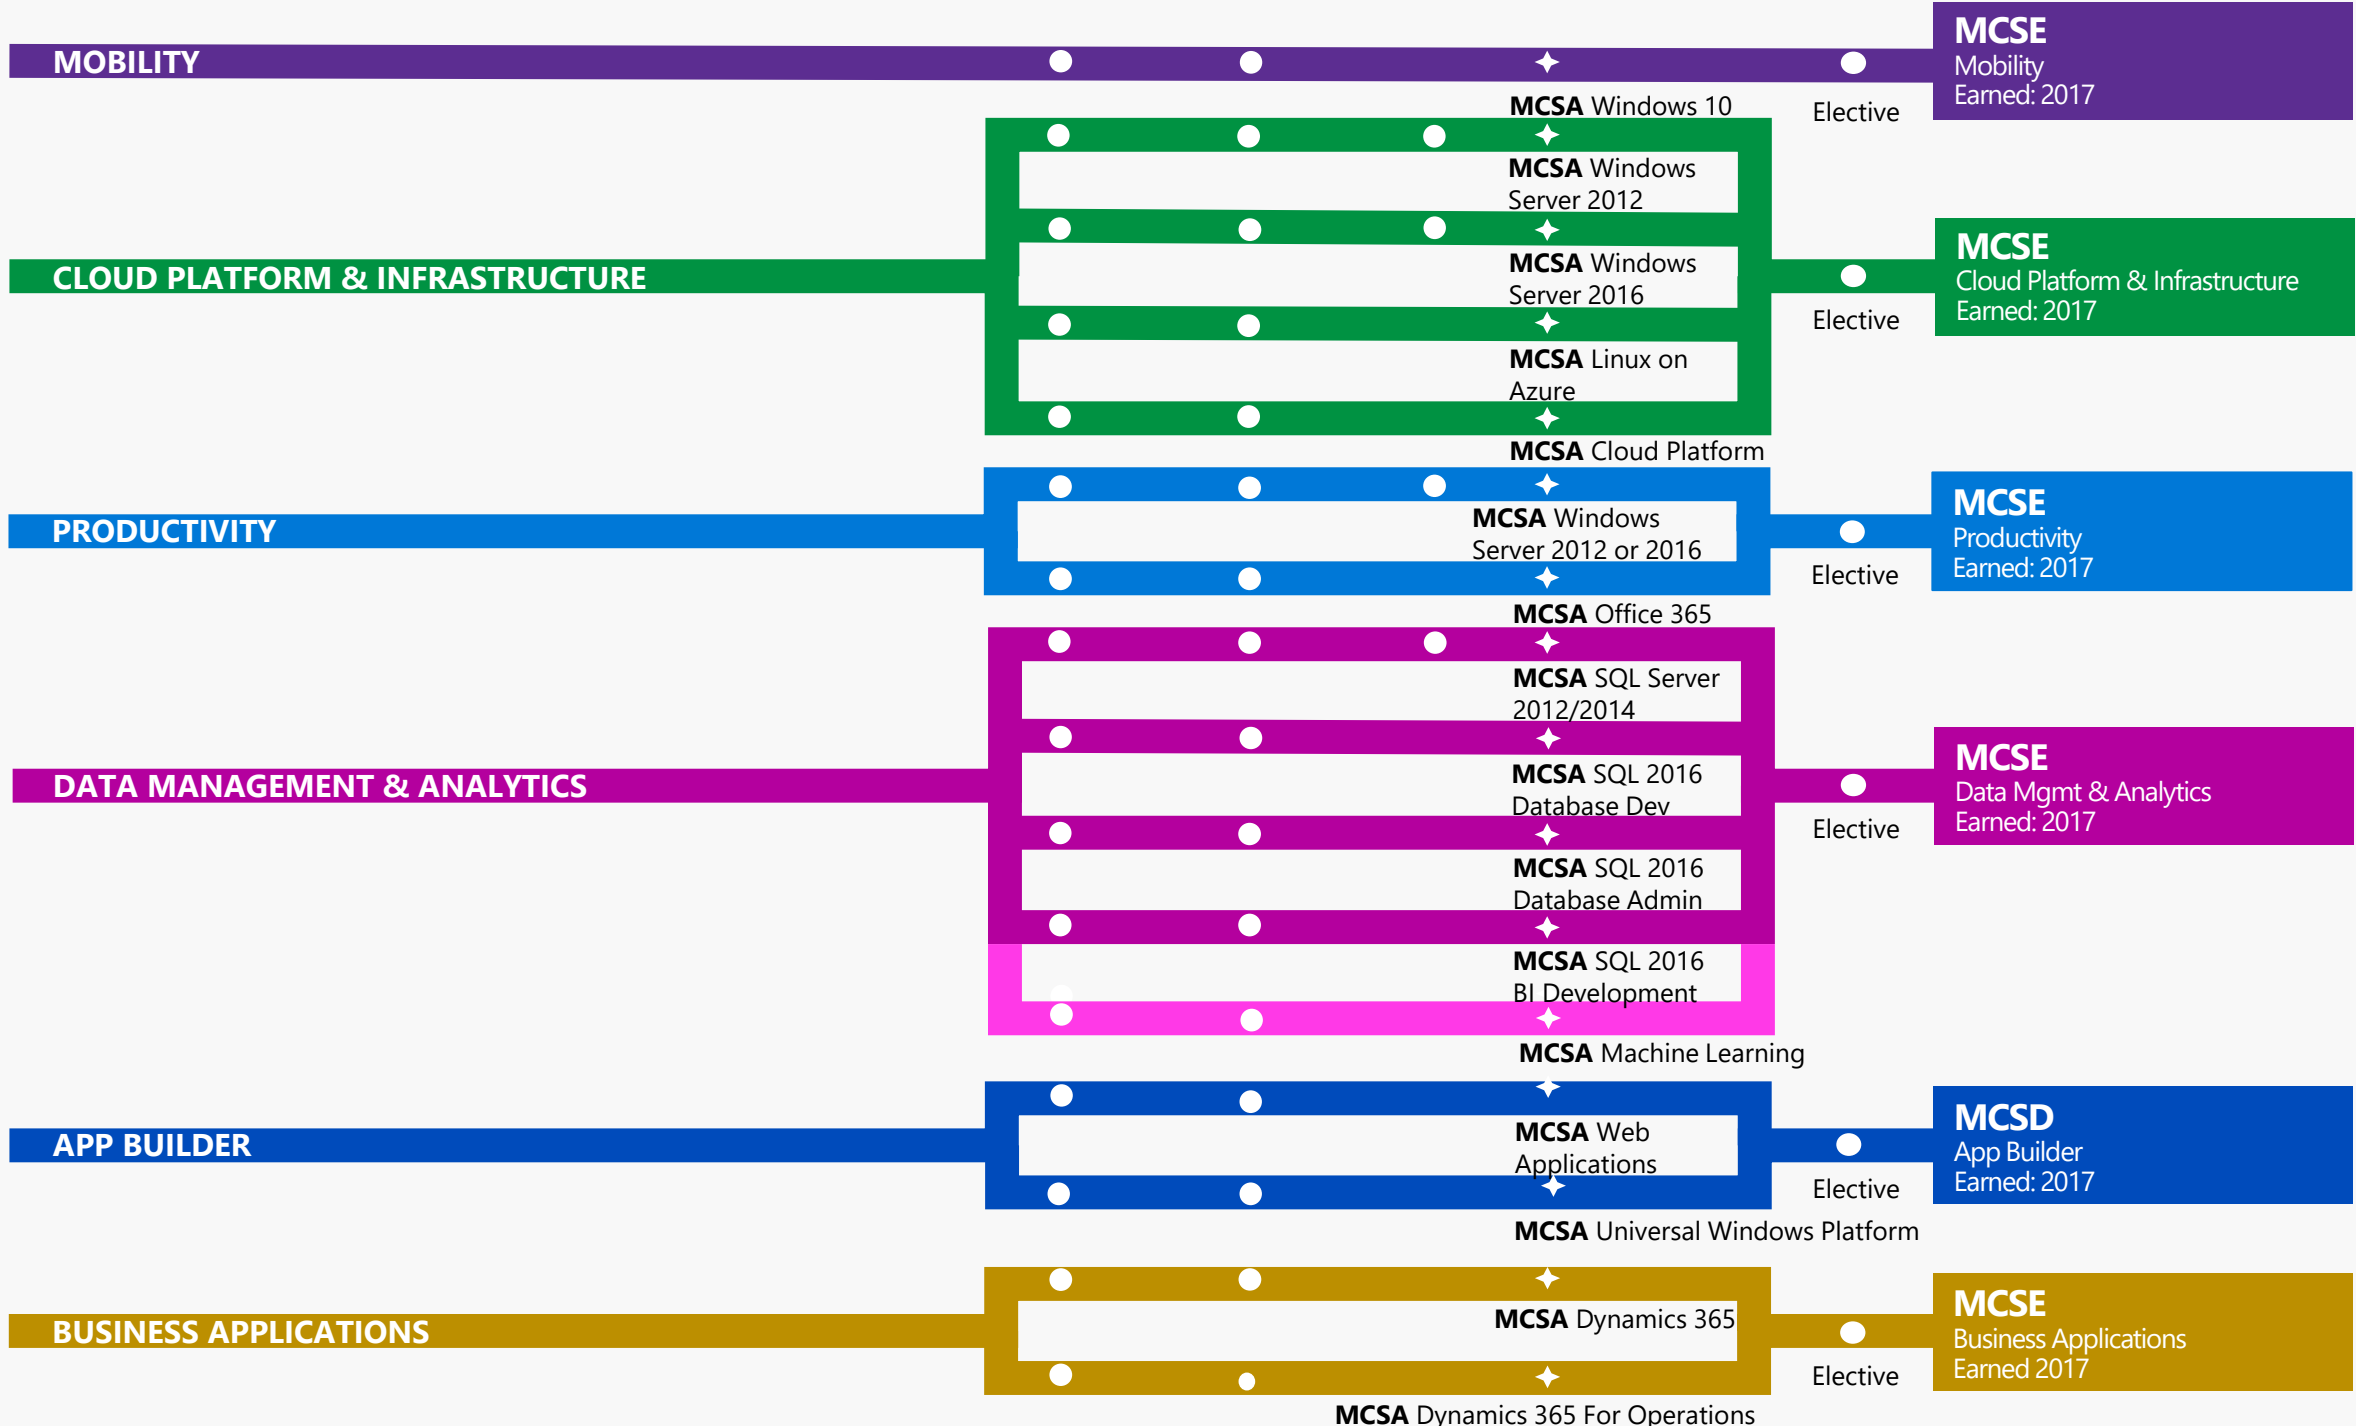 MOBILITY
MCSA Windows 10
Elective
MCSE
Mobility
Earned: 2017
CLOUD PLATFORM & INFRASTRUCTURE
MCSA Windows
Server 2012
MCSA Windows
Server 2016
MCSA Linux on
Azure
MCSA Cloud Platform
Elective
MCSE
Cloud Platform & Infrastructure
Earned: 2017
PRODUCTIVITY
MCSA Windows
Server 2012 or 2016
MCSA Office 365
Elective
MCSE
Productivity
Earned: 2017
DATA MANAGEMENT & ANALYTICS
MCSA SQL Server
2012/2014
MCSA SQL 2016
Database Dev
MCSA SQL 2016
Database Admin
MCSA SQL 2016
BI Development
MCSA Machine Learning
Elective
MCSE
Data Mgmt & Analytics
Earned: 2017
APP BUILDER
MCSA Web
Applications
MCSA Universal Windows Platform
Elective
MCSD
App Builder
Earned: 2017
BUSINESS APPLICATIONS
MCSA Dynamics 365
MCSA Dynamics 365 For Operations
Elective
MCSE
Business Applications
Earned 2017